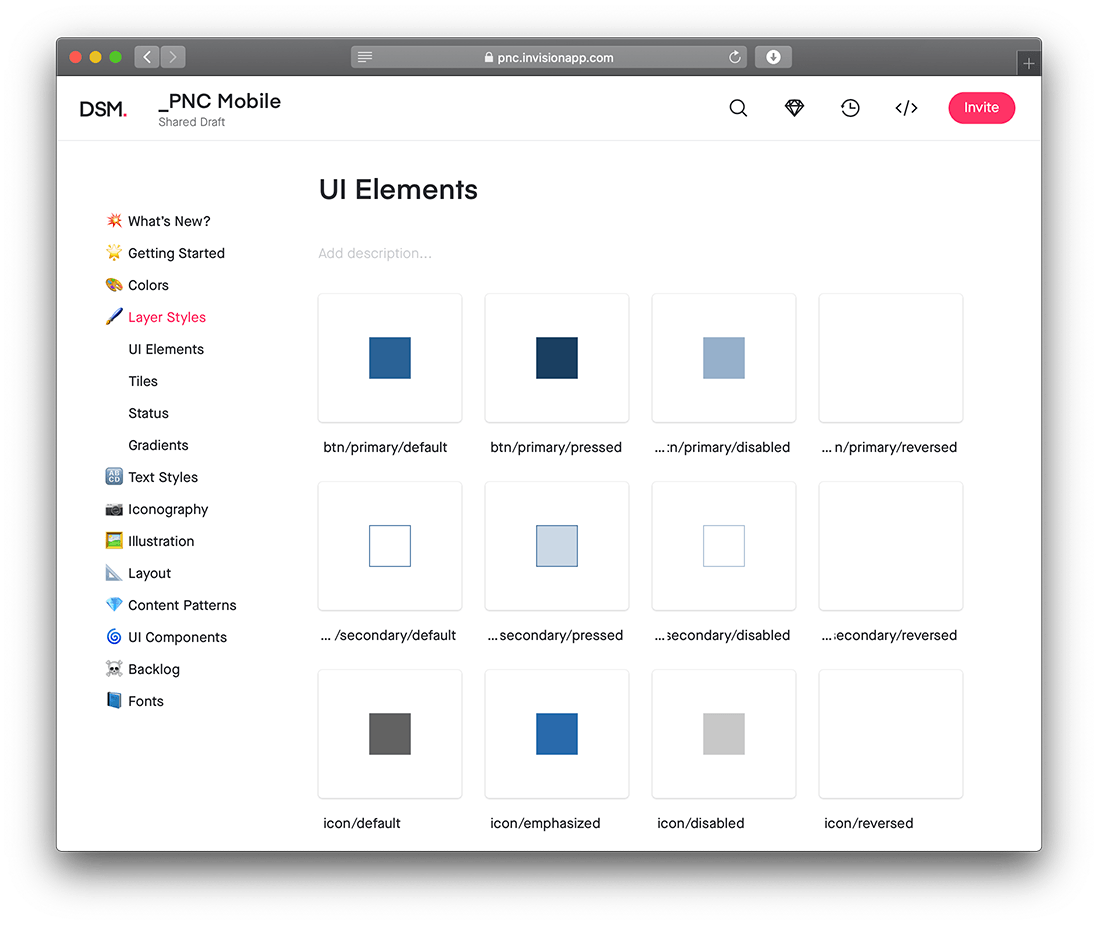 pnc.invisionapp.com
DSM.
_PNC Mobile
Shared Draft
Invite
What's New?
Getting Started
Colors
Layer Styles
UI Elements
Tiles
Status
Gradients
Text Styles
Iconography
Illustration
Layout
Content Patterns
UI Components
Backlog
Fonts
UI Elements
Add description...
btn/primary/default
btn/primary/pressed
...tn/primary/disabled
... n/primary/reversed
... /secondary/default
...secondary/pressed
...secondary/disabled
...secondary/reversed
icon/default
icon/emphasized
icon/disabled
icon/reversed